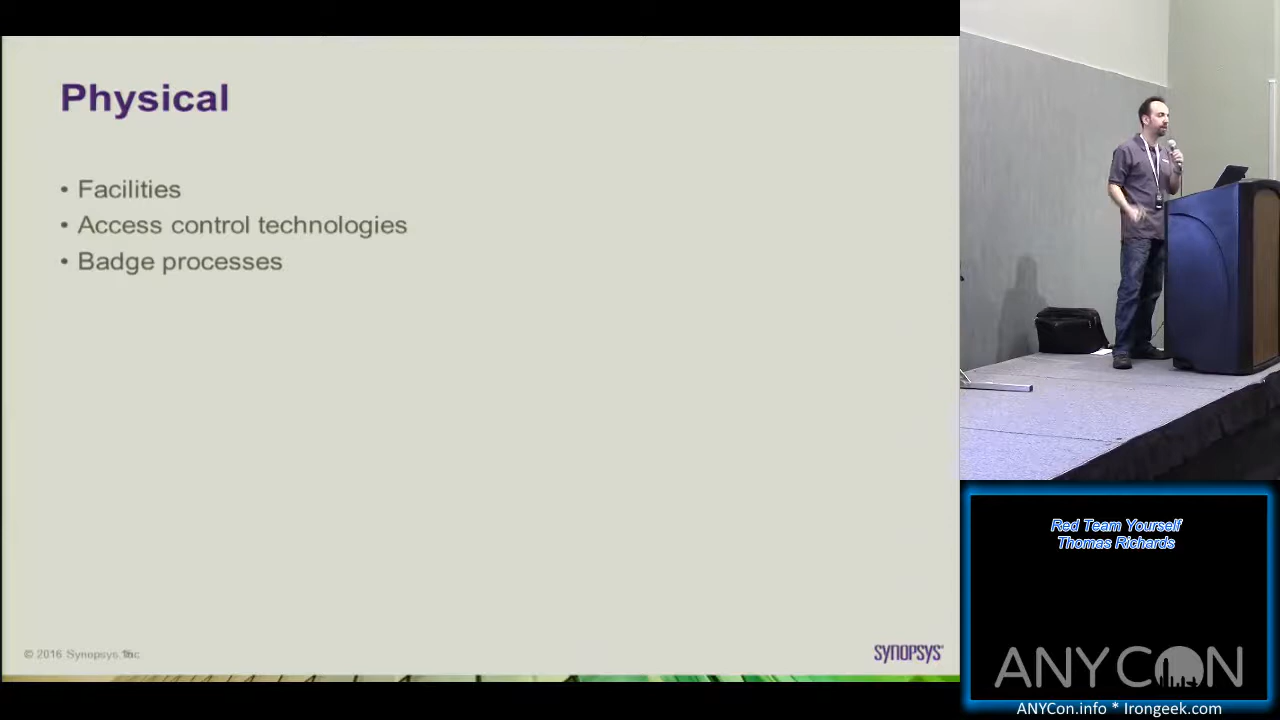 Physical
• Facilities
• Access control technologies
• Badge processes
© 2016 Synopsys, Inc
SYNOPSYS
Red Team Yourself
Thomas Richards
ANYCON
ANYCon.info * Irongeek.com